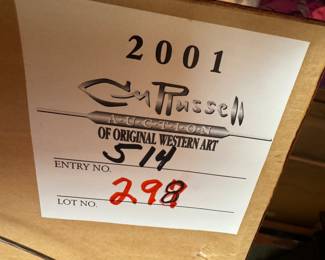 2001
CM Russell
AUCTION
OF ORIGINAL WESTERN ART
514
ENTRY NO.
298
LOT NO.